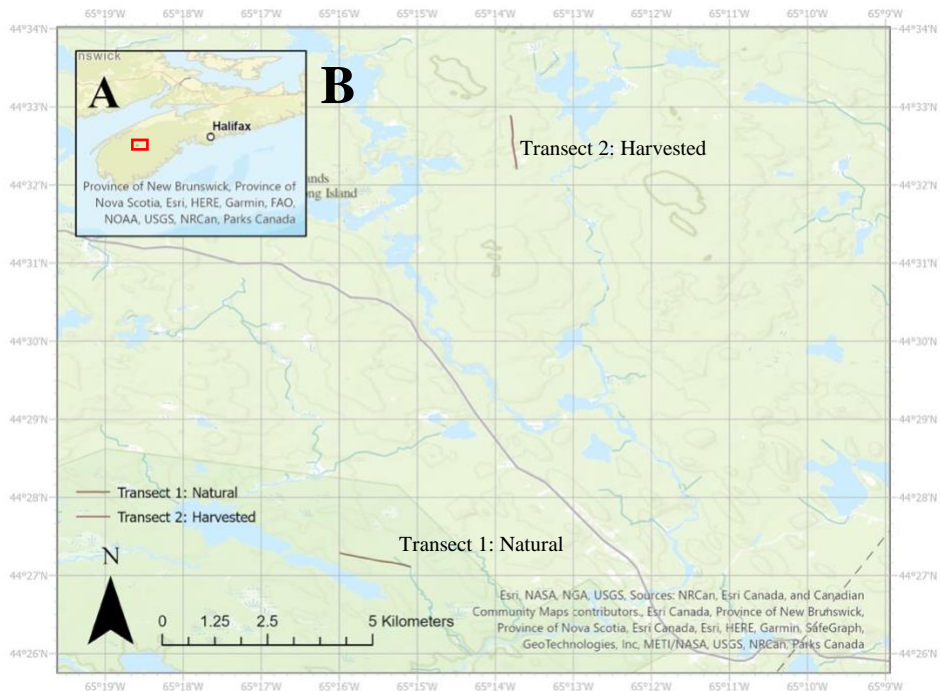 65°19'W 65°18'W 65°17'W 65°16'W 65°15'W 65°14'W 65°13'W 65°12'W 65°11'W 65°10'W 65°9'W
44°34'N 44°34'N
nswick
A
B
Halifax
Province of New Brunswick, Province of
Nova Scotia, Esri, HERE, Garmin, FAO,
NOAA, USGS, NRCan, Parks Canada
44°33'N 44°33'N
Transect 2: Harvested
44°32'N 44°32'N
ands
ng Island
44°31'N 44°31'N
44°30'N 44°30'N
44°29'N 44°29'N
44°28'N 44°28'N
Transect 1: Natural
Transect 2: Harvested
Transect 1: Natural
44°27'N 44°27'N
N
0 1.25 2.5 5 Kilometers
Esri, NASA, NGA, USGS, Sources: NRCan, Esri Canada, and Canadian
Community Maps contributors., Esri Canada, Province of New Brunswick,
Province of Nova Scotia, Esri Canada, Esri, HERE, Garmin, SafeGraph,
GeoTechnologies, Inc, METI/NASA, USGS, NRCan, Parks Canada
44°26'N 44°26'N
65°19'W 65°18'W 65°17'W 65°16'W 65°15'W 65°14'W 65°13'W 65°12'W 65°11'W 65°10'W 65°9'W